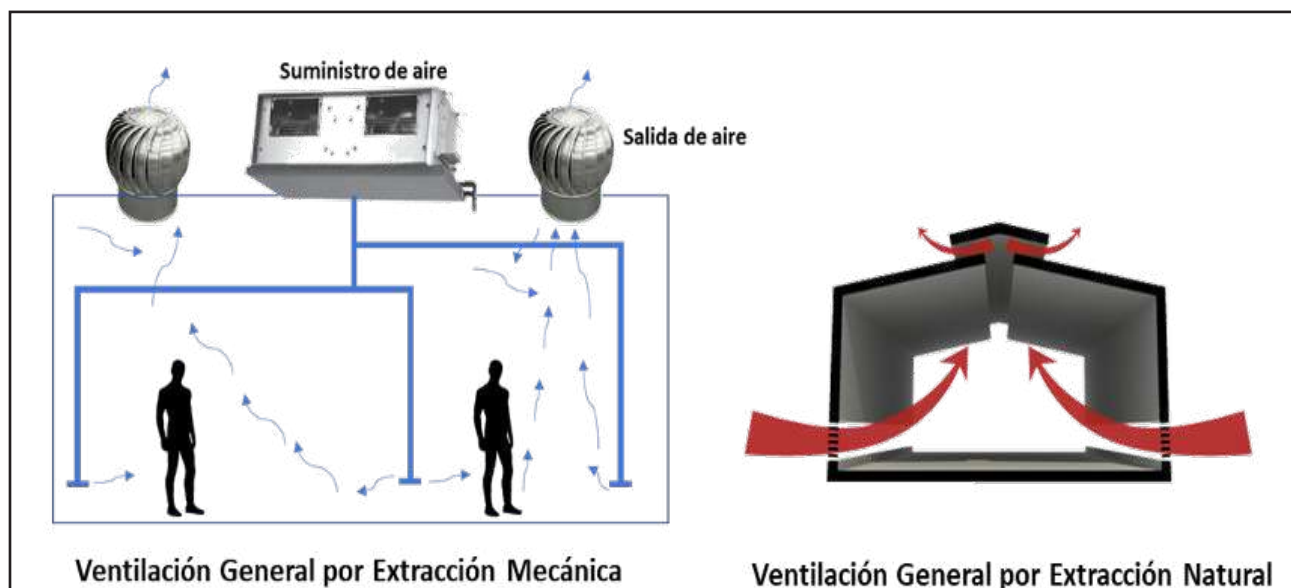 Suministro de aire
Salida de aire
Ventilación General por Extracción Mecánica
Ventilación General por Extracción Natural